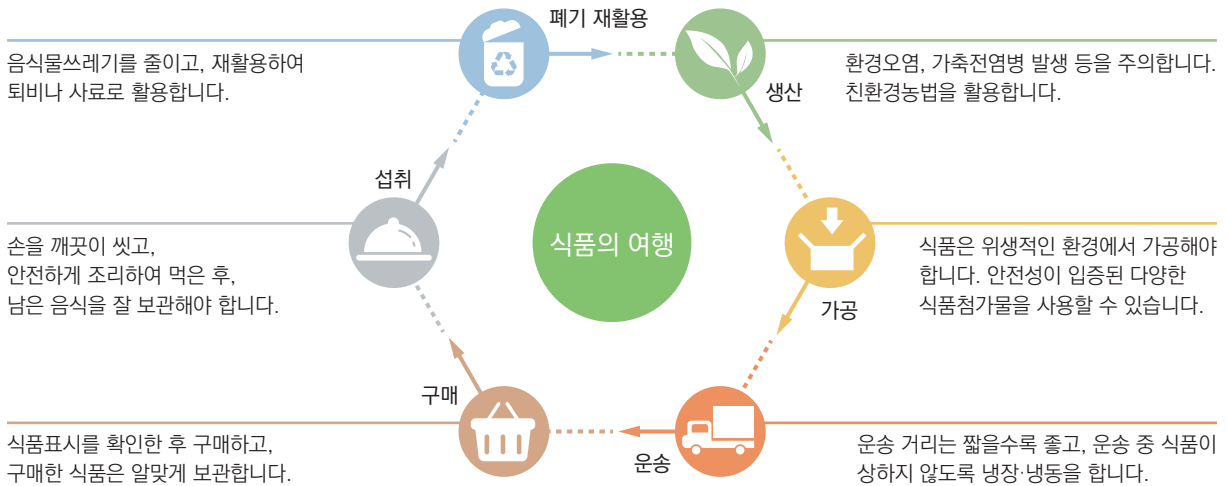 식품의 여행
폐기 재활용
음식물쓰레기를 줄이고, 재활용하여
퇴비나 사료로 활용합니다.
생산
환경오염, 가축전염병 발생 등을 주의합니다.
친환경농법을 활용합니다.
가공
식품은 위생적인 환경에서 가공해야
합니다. 안전성이 입증된 다양한
식품첨가물을 사용할 수 있습니다.
운송
운송 거리는 짧을수록 좋고, 운송 중 식품이
상하지 않도록 냉장·냉동을 합니다.
구매
식품표시를 확인한 후 구매하고,
구매한 식품은 알맞게 보관합니다.
섭취
손을 깨끗이 씻고,
안전하게 조리하여 먹은 후,
남은 음식을 잘 보관해야 합니다.